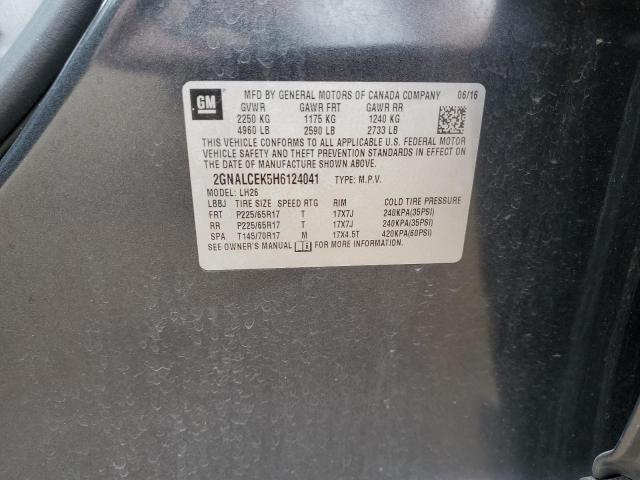 GM
MFD BY GENERAL MOTORS OF CANADA COMPANY 06/16
GVWR GAWR FRT GAWR RR
2250 KG 1175 KG 1240 KG
4960 LB 2590 LB 2733 LB
THIS VEHICLE CONFORMS TO ALL APPLICABLE U.S. FEDERAL MOTOR
VEHICLE SAFETY, BUMPER, AND THEFT PREVENTION STANDARDS IN EFFECT ON THE
DATE OF MANUFACTURE SHOWN ABOVE.
2GNALCEK5H6124041 TYPE: M.P.V.
MODEL: LH26
LBBJ TIRE SIZE SPEED RTG RIM COLD TIRE PRESSURE
FRT P225/65R17 T 17X7J 240KPA(35PSI)
RR P225/65R17 T 17X7J 240KPA(35PSI)
SPA T145/70R17 M 17X4.5T 420KPA(60PSI)
SEE OWNER'S MANUAL FOR MORE INFORMATION.